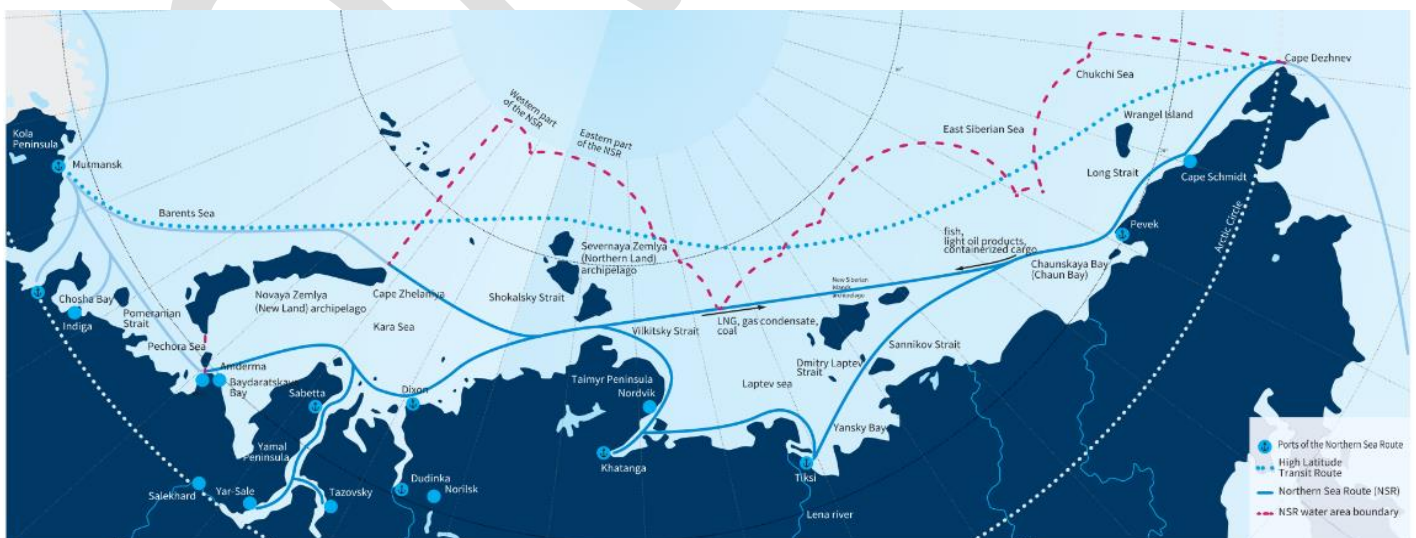 Cape Dezhnev
Chukchi Sea
Western part
of the NSR
Eastern part
of the NSR
East Siberian Sea
Wrangel Island
Kola
Peninsula
Murmansk
Long Strait
Cape Schmidt
Barents Sea
Arctic Circle
Pevek
fish,
light oil products,
containerized cargo
Severnaya Zemlya
(Northern Land)
archipelago
Chaunskaya Bay
(Chaun Bay)
Novaya Zemlya
(New Land) archipelago
Cape Zhelaniya
Shokalsky Strait
New Siberian
Islands
archipelago
Chosha Bay
Indiga
Pomeranian
Strait
Kara Sea
Vilkitsky Strait
LNG, gas condensate,
coal
Pechora Sea
Sannikov Strait
Amderma
Baydaratskaya
Bay
Dmitry Laptev
Strait
Sabetta
Dixon
Taimyr Peninsula
Nordvik
Laptev sea
Yansky Bay
Yamal
Peninsula
Khatanga
Tiksi
Salekhard
Yar-Sale
Tazovsky
Dudinka
Norilsk
Lena river
Ports of the Northern Sea Route
High Latitude
Transit Route
Northern Sea Route (NSR)
NSR water area boundary